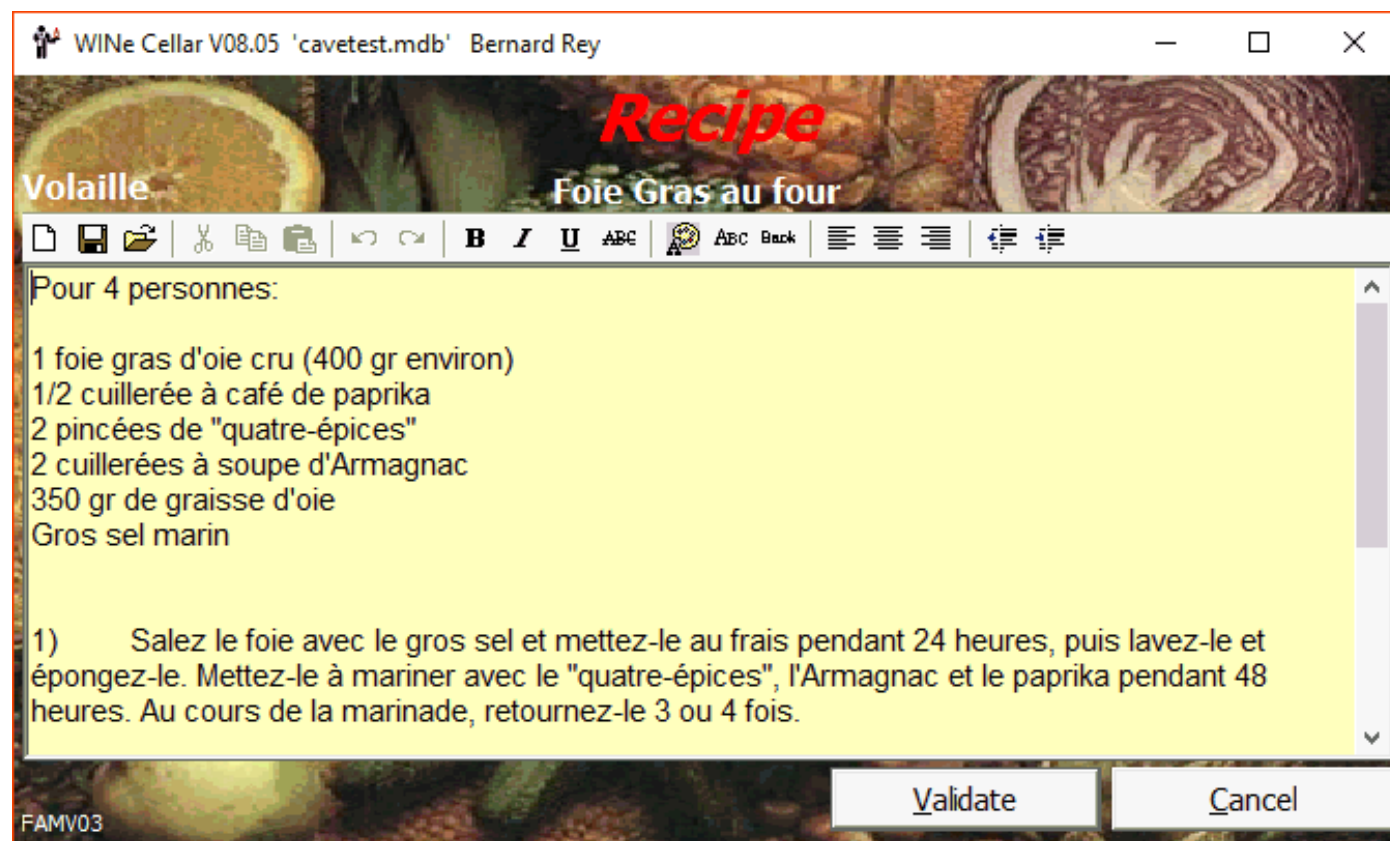 WINe Cellar V08.05 'cavetest.mdb' Bernard Rey
Recipe
Volaille
Foie Gras au four
B I U ABC ABC Back
Pour 4 personnes:
1 foie gras d'oie cru (400 gr environ)
1/2 cuillerée à café de paprika
2 pincées de "quatre-épices"
2 cuillerées à soupe d'Armagnac
350 gr de graisse d'oie
Gros sel marin
1) Salez le foie avec le gros sel et mettez-le au frais pendant 24 heures, puis lavez-le et
épongez-le. Mettez-le à mariner avec le "quatre-épices", l'Armagnac et le paprika pendant 48
heures. Au cours de la marinade, retournez-le 3 ou 4 fois.
Validate
Cancel
FAMV03